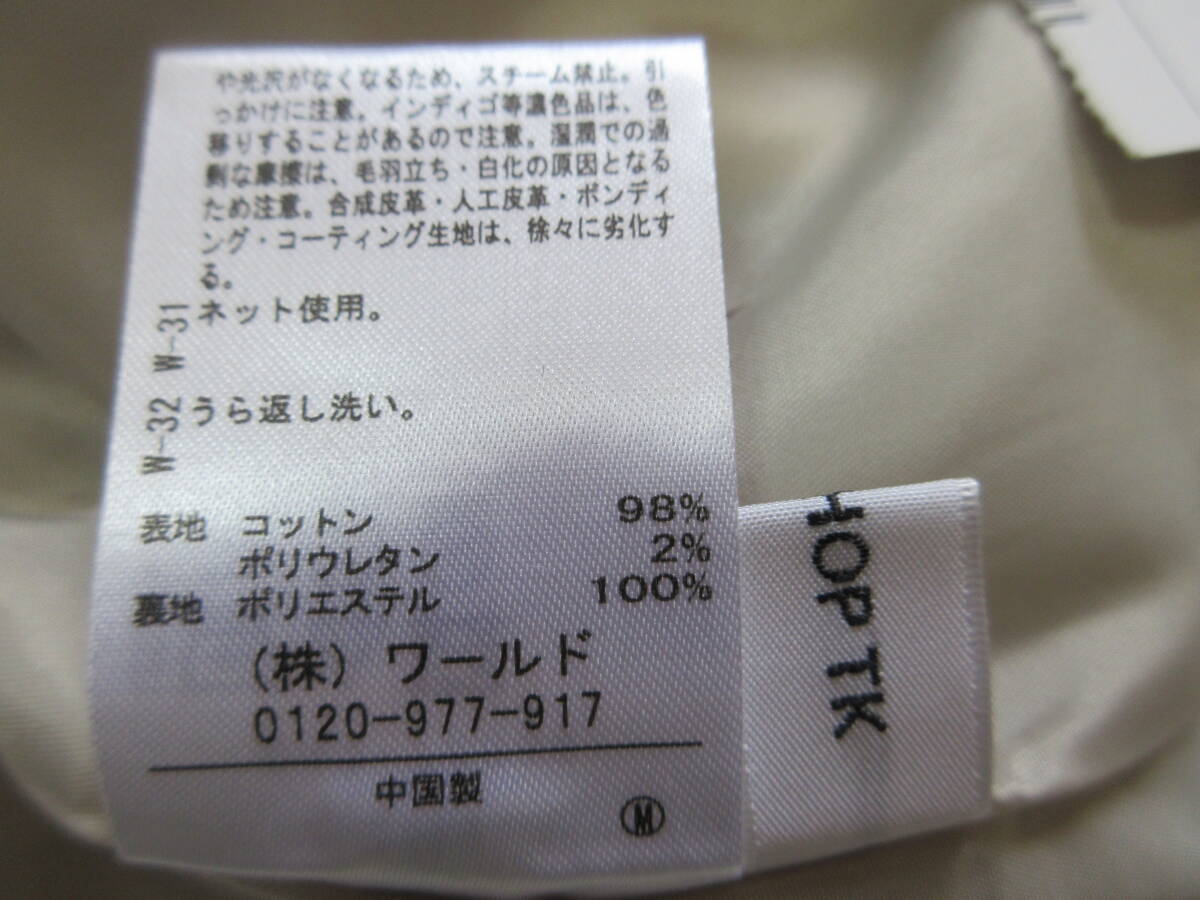 や光沢がなくなるため、スチーム禁止。引
っかけに注意。インディゴ等濃色品は、色
移りすることがあるので注意。湿潤での過
剰な摩擦は、毛羽立ち・白化の原因となる
ため注意。合成皮革・人工皮革・ボンディ
ング・コーティング生地は、徐々に劣化す
る。
W-31 ネット使用。
W-32 うら返し洗い。
表地 コットン 98%
ポリウレタン 2%
裏地 ポリエステル 100%
(株) ワールド
0120-977-917
中国製
M
HOP TK